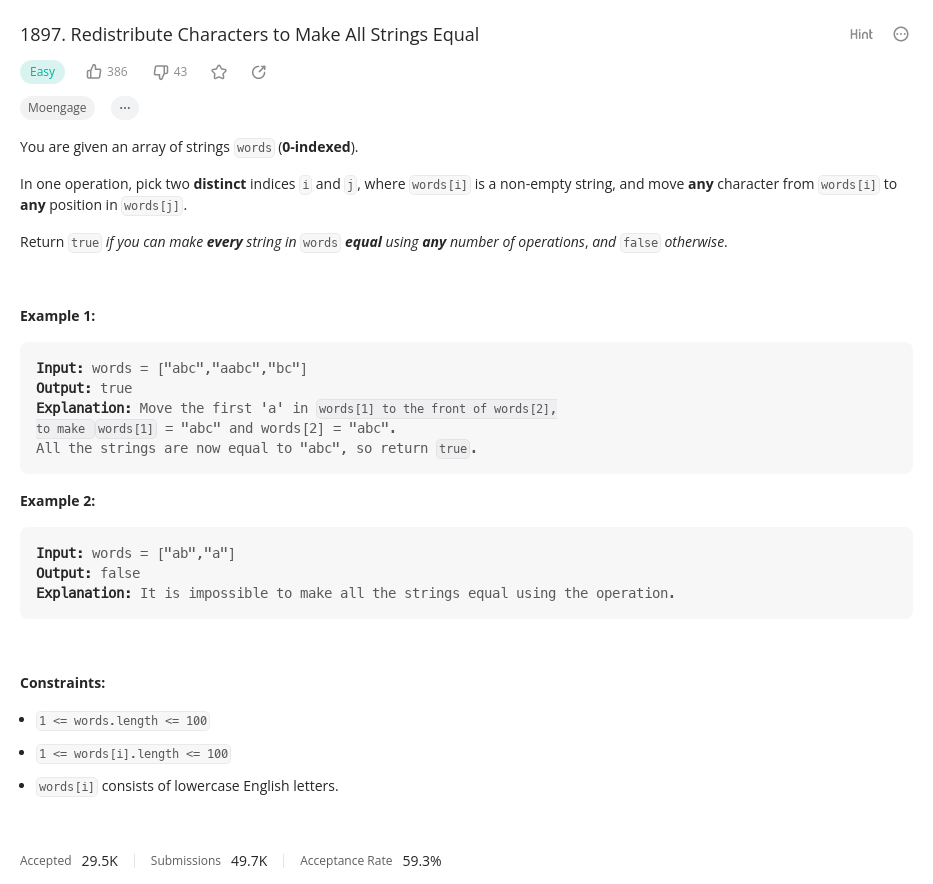 1897. Redistribute Characters to Make All Strings Equal
Hint
Easy 386 43
Moengage ...
You are given an array of strings words (0-indexed).
In one operation, pick two distinct indices i and j, where words[i] is a non-empty string, and move any character from words[i] to
any position in words[j].
Return true if you can make every string in words equal using any number of operations, and false otherwise.
Example 1:
Input: words = ["abc","aabc","bc"]
Output: true
Explanation: Move the first 'a' in words[1] to the front of words[2],
to make words[1] = "abc" and words[2] = "abc".
All the strings are now equal to "abc", so return true.
Example 2:
Input: words = ["ab","a"]
Output: false
Explanation: It is impossible to make all the strings equal using the operation.
Constraints:
• 1 <= words.length <= 100
• 1 <= words[i].length <= 100
• words[i] consists of lowercase English letters.
Accepted 29.5K Submissions 49.7K Acceptance Rate 59.3%